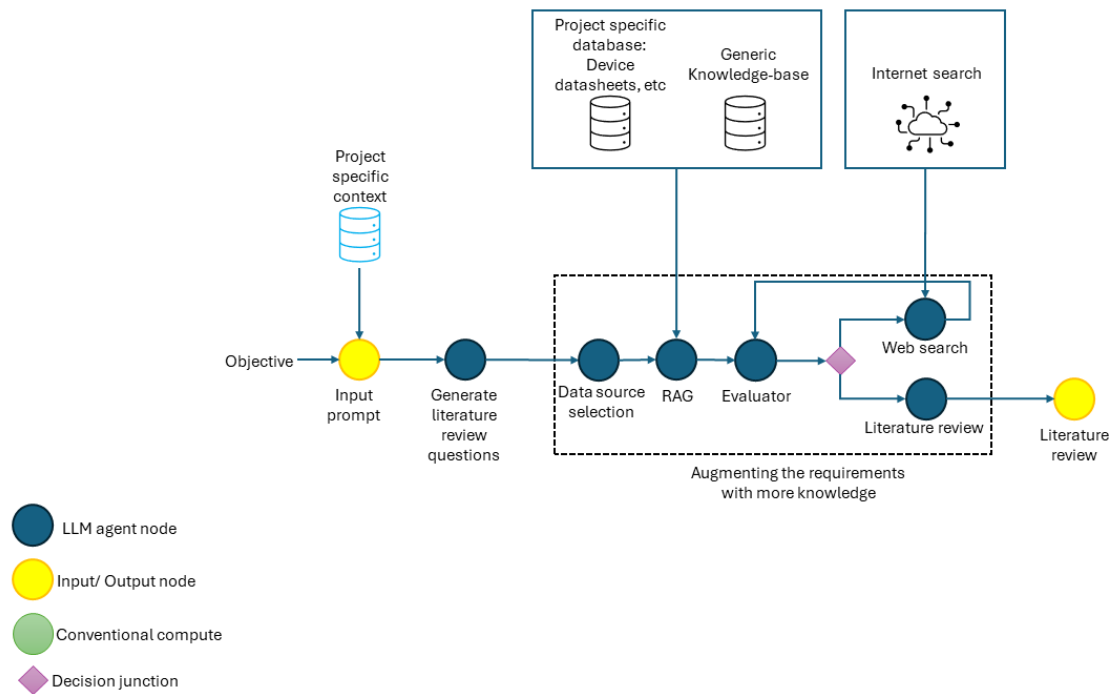 Project specific
database:
Device
datasheets, etc
Generic
Knowledge-base
Internet search
Project
specific
context
Objective
Input
prompt
Generate
literature
review
questions
Data source
selection
RAG
Evaluator
Web search
Literature review
Literature
review
Augmenting the requirements
with more knowledge
LLM agent node
Input/ Output node
Conventional compute
Decision junction